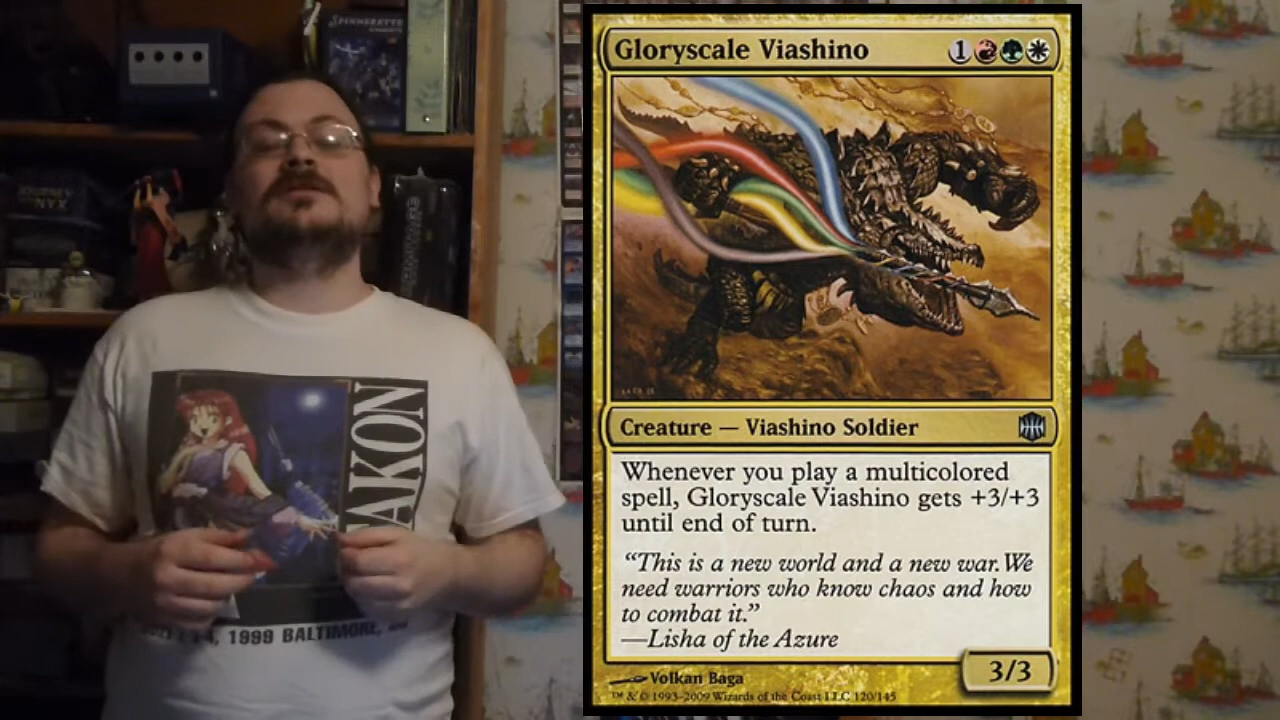 SPINNERETTE
AKON
1999 BALTIMORE,
Gloryscale Viashino 1
Creature — Viashino Soldier
Whenever you play a multicolored
spell, Gloryscale Viashino gets +3/+3
until end of turn.
“This is a new world and a new war. We
need warriors who know chaos and how
to combat it.”
—Lisha of the Azure
3/3
Volkan Baga
™ & © 1993–2009 Wizards of the Coast LLC 120/145